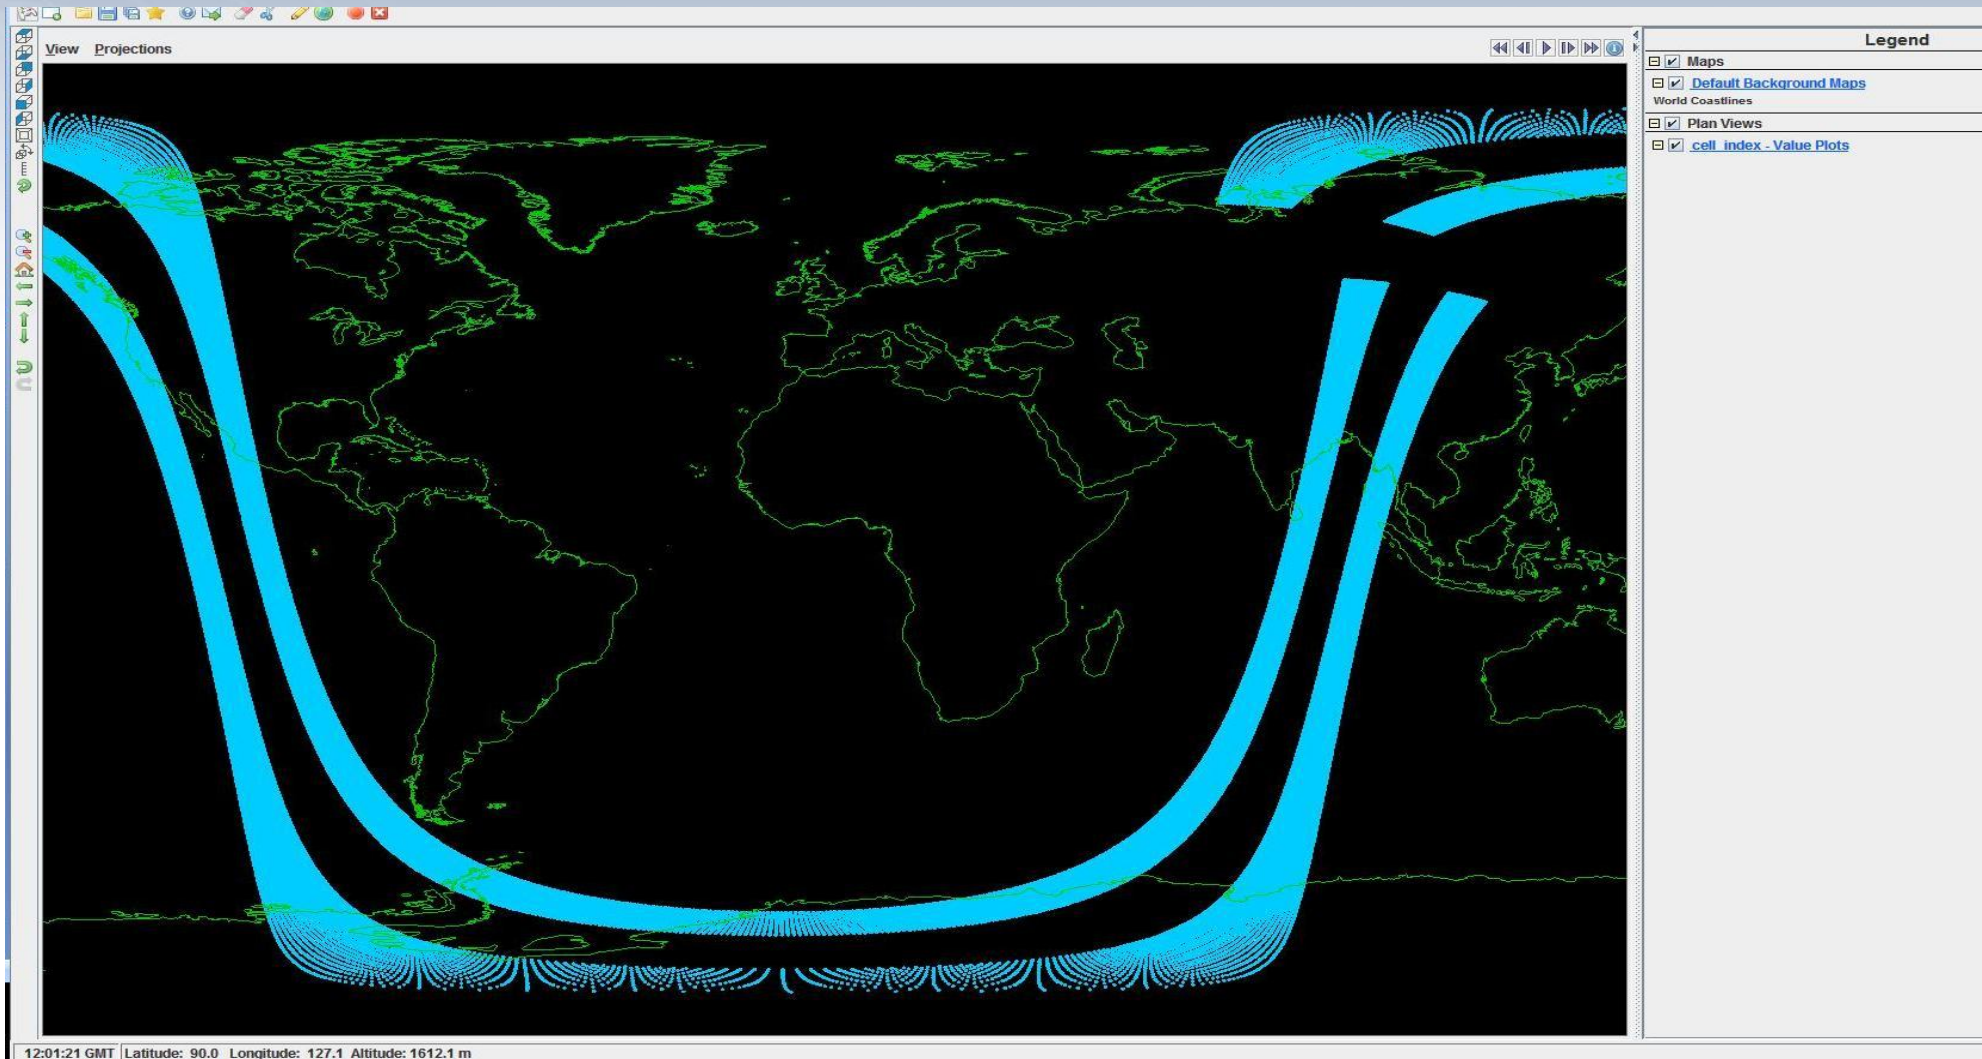 View Projections
Legend
Maps
Default Background Maps
World Coastlines
Plan Views
cell_index - Value Plots
12:01:21 GMT Latitude: 90.0 Longitude: 127.1 Altitude: 1612.1 m